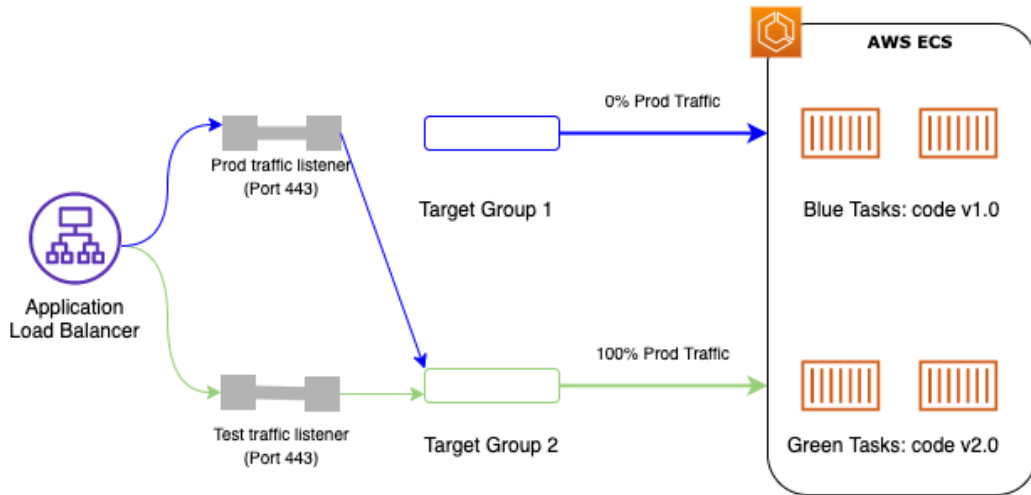 AWS ECS
0% Prod Traffic
Prod traffic listener
(Port 443)
Target Group 1
Blue Tasks: code v1.0
Application
Load Balancer
100% Prod Traffic
Test traffic listener
(Port 443)
Target Group 2
Green Tasks: code v2.0